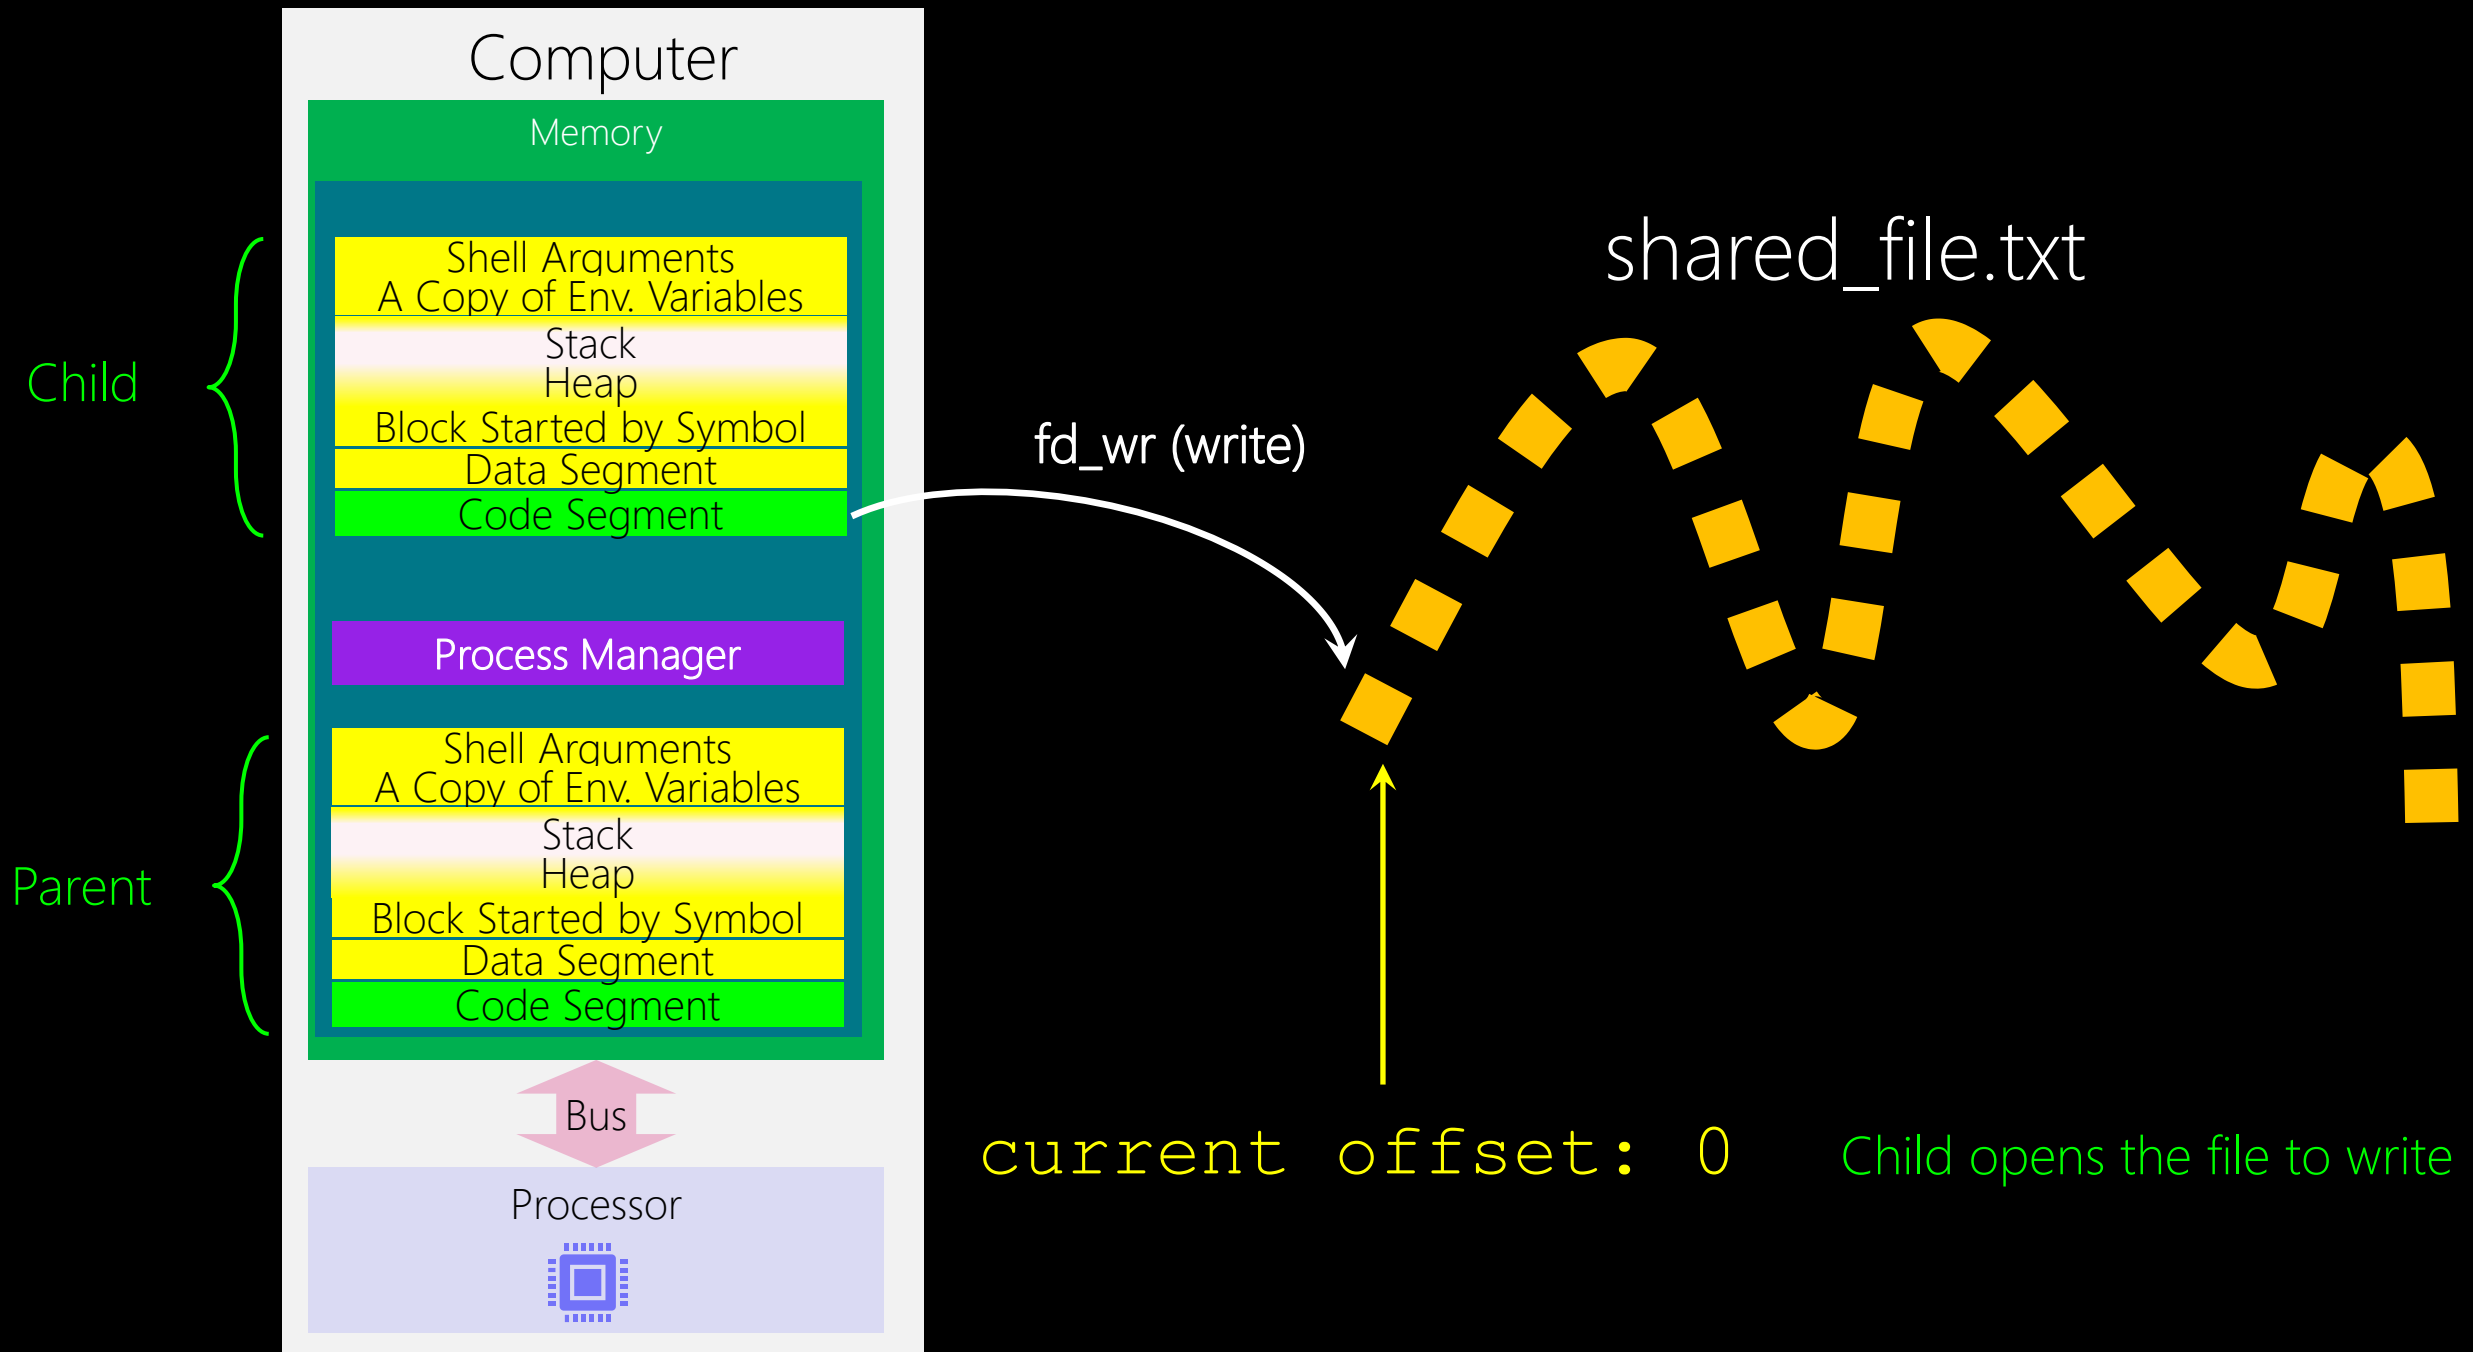 Computer
Memory
Child
Shell Arguments
A Copy of Env. Variables
Stack
Heap
Block Started by Symbol
Data Segment
Code Segment
Process Manager
Parent
Shell Arguments
A Copy of Env. Variables
Stack
Heap
Block Started by Symbol
Data Segment
Code Segment
Bus
Processor
fd_wr (write)
shared_file.txt
current offset: 0
Child opens the file to write